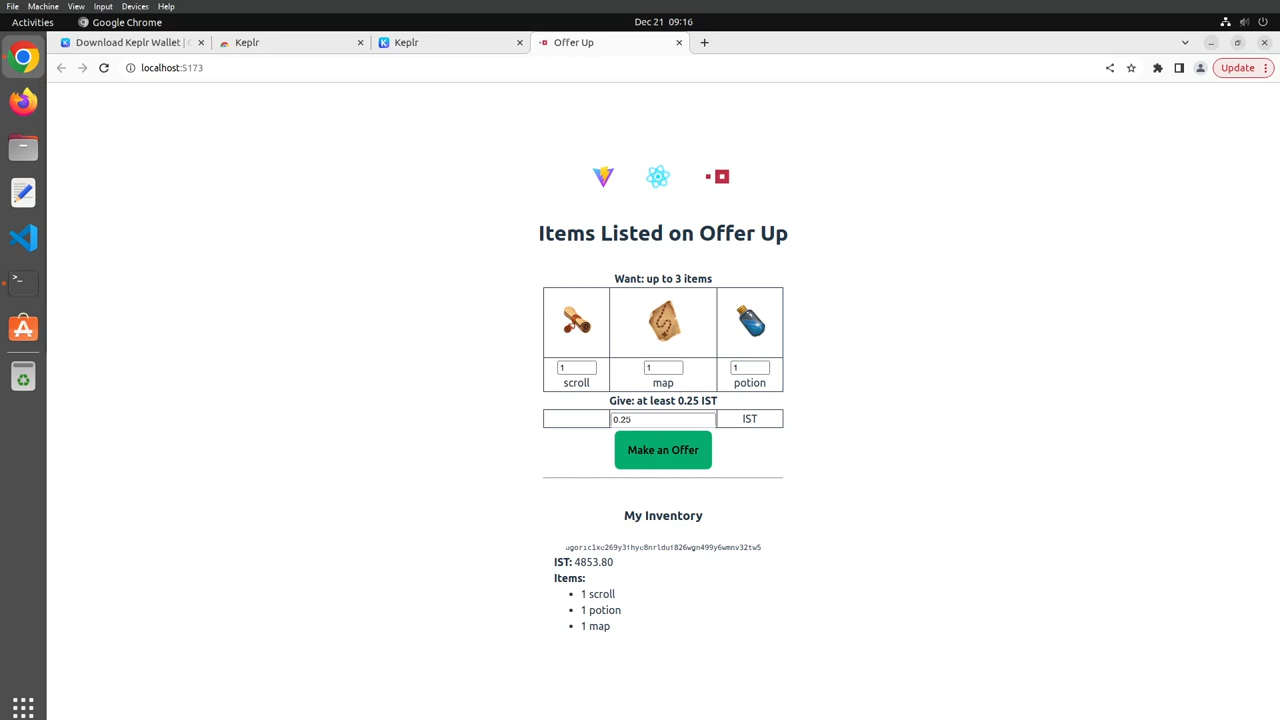 File Machine View Input Devices Help
Activities Google Chrome Dec 21 09:16
Download Keplr Wallet | Keplr Keplr Offer Up
localhost:5173 Update
Items Listed on Offer Up
Want: up to 3 items
1 1 1
scroll map potion
Give: at least 0.25 IST
0.25 IST
Make an Offer
My Inventory
IST: 4853.80
Items:
• 1 scroll
• 1 potion
• 1 map